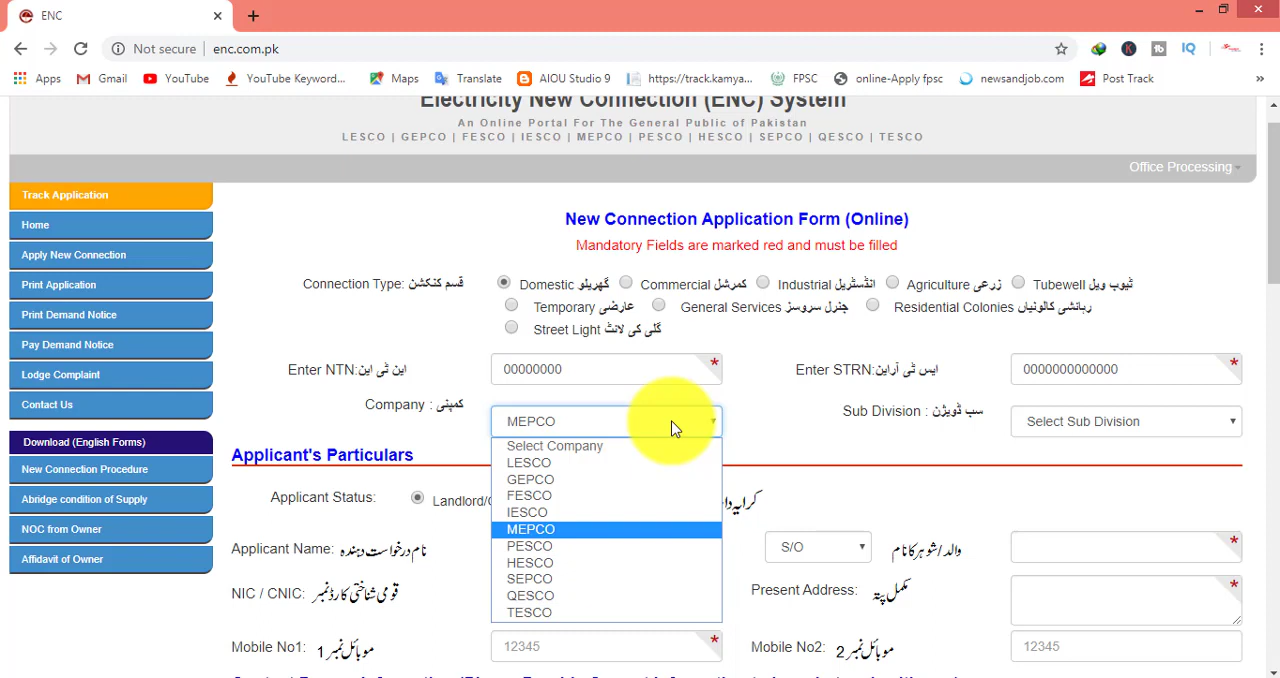 ENC
Not secure | enc.com.pk
Apps Gmail YouTube YouTube Keyword... Maps Translate AIOU Studio 9 https://track.kamya... FPSC online-Apply fpsc newsandjob.com Post Track »
Electricity New Connection (ENC) System
An Online Portal For The General Public of Pakistan
LESCO | GEPCO | FESCO | IESCO | MEPCO | PESCO | HESCO | SEPCO | QESCO | TESCO
Office Processing
Track Application
Home
Apply New Connection
Print Application
Print Demand Notice
Pay Demand Notice
Lodge Complaint
Contact Us
Download (English Forms)
New Connection Procedure
Abridge condition of Supply
NOC from Owner
Affidavit of Owner
New Connection Application Form (Online)
Mandatory Fields are marked red and must be filled
Connection Type: قسم کنکشن Domestic گھریلو Commercial کمرشل Industrial انڈسٹریل Agriculture زرعی Tubewell ٹیوب ویل
Temporary عارضی General Services جنرل سروسز Residential Colonies رہائشی کالونیاں
Street Light گلی کی لائٹ
Enter NTN: این ٹی این 00000000 * Enter STRN: ایس ٹی آراین 0000000000000 *
Company : کمپنی MEPCO Sub Division : سب ڈویژن Select Sub Division
Select Company
LESCO
GEPCO
FESCO
IESCO
MEPCO
PESCO
HESCO
SEPCO
QESCO
TESCO
Applicant's Particulars
Applicant Status: Landlord/
Applicant Name: نام درخواست دہندہ S/O والد/شوہر کا نام *
NIC / CNIC: قومی شناختی کارڈ نمبر Present Address: مکمل پتہ *
Mobile No1: موبائل نمبر 1 12345 * Mobile No2: موبائل نمبر 2 12345